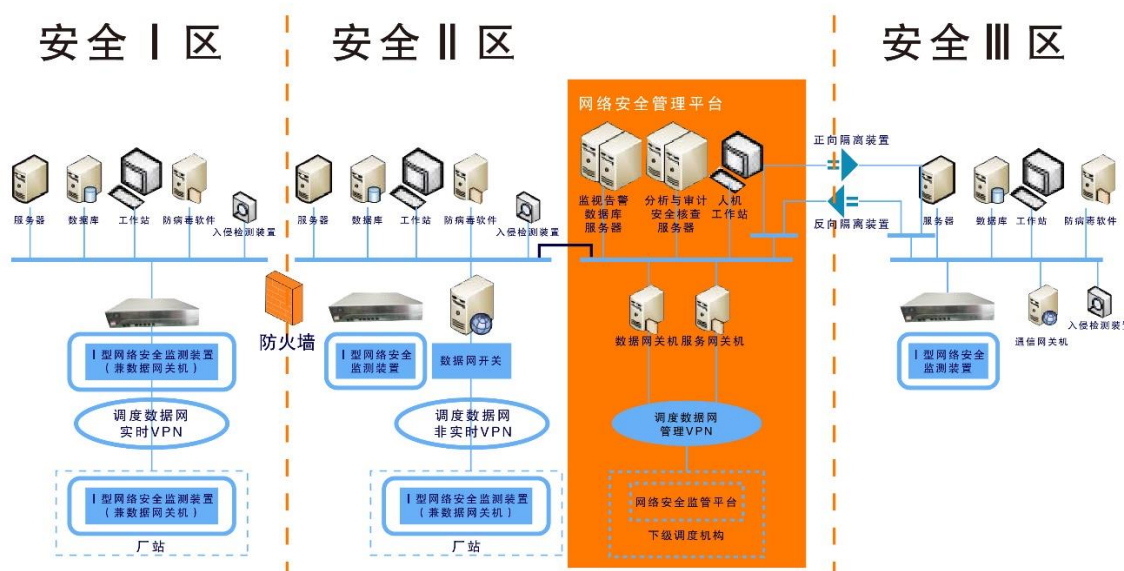 安全Ⅰ区
安全Ⅱ区
安全Ⅲ区
网络安全管理平台
正向隔离装置
反向隔离装置
服务器
数据库
工作站
防病毒软件
入侵检测装置
服务器
数据库
工作站
防病毒软件
入侵检测装置
监视告警
数据库
服务器
分析与审计
安全核查
服务器
人机
工作站
服务器
数据库
工作站
防病毒软件
防火墙
Ⅰ型网络安全监测装置
（兼数据网关机）
Ⅰ型网络安全
监测装置
数据网开关
数据网关机
服务网关机
Ⅰ型网络安全
监测装置
通信网关机
入侵检测装置
调度数据网
实时VPN
调度数据网
非实时VPN
调度数据网
管理VPN
Ⅰ型网络安全监测装置
（兼数据网关机）
厂站
Ⅰ型网络安全监测装置
（兼数据网关机）
厂站
网络安全监管平台
下级调度机构